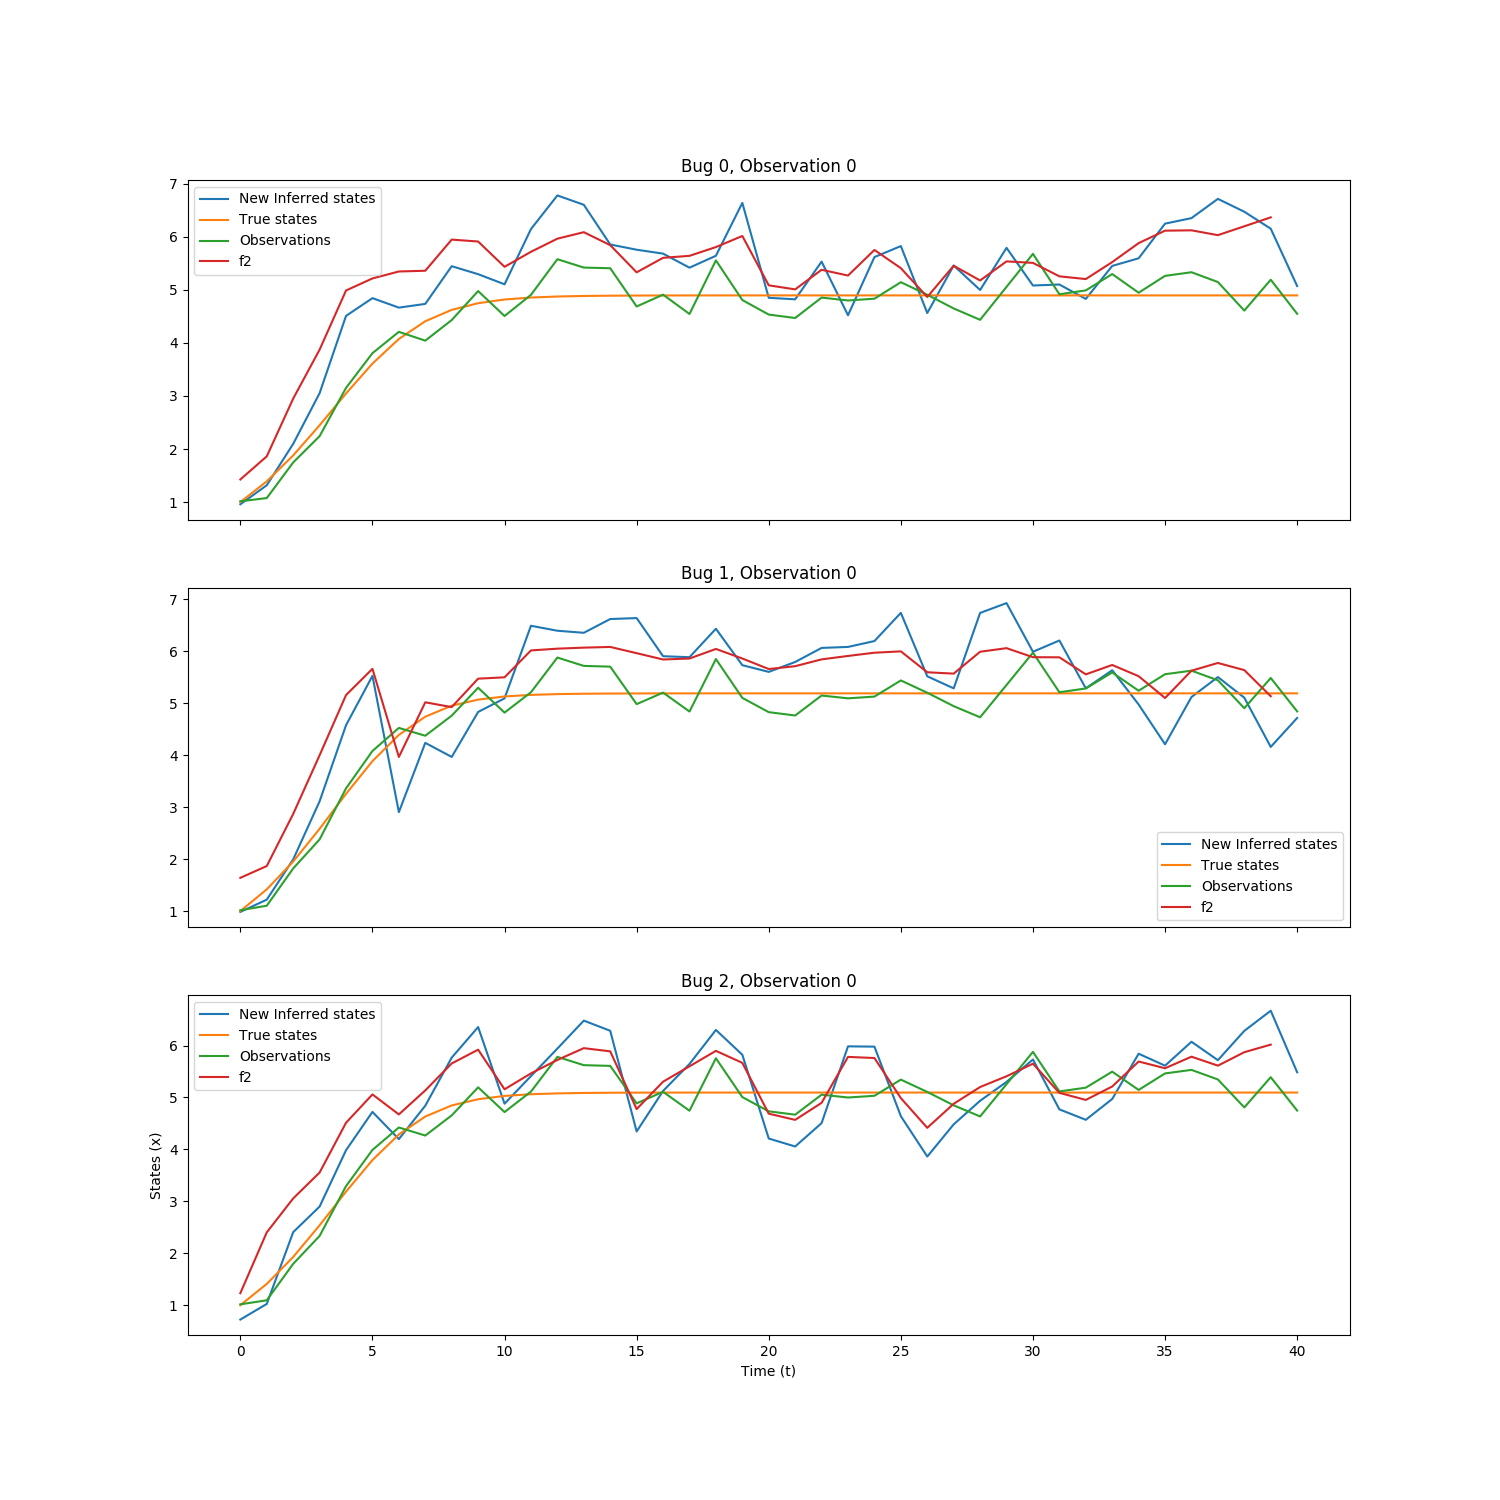 Bug 0, Observation 0
7
6
5
4
3
2
1
New Inferred states
True states
Observations
f2
Bug 1, Observation 0
7
6
5
4
3
2
1
New Inferred states
True states
Observations
f2
Bug 2, Observation 0
6
5
4
3
2
1
New Inferred states
True states
Observations
f2
States (x)
0 5 10 15 20 25 30 35 40
Time (t)